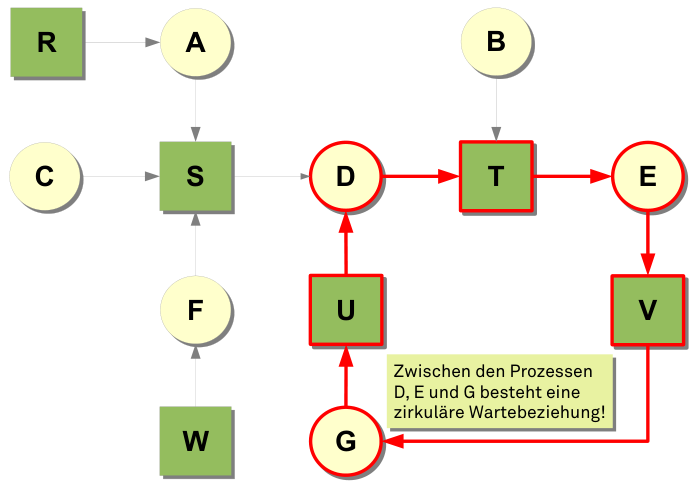 R
A
B
C
S
D
T
E
F
U
V
Zwischen den Prozessen
D, E und G besteht eine
zirkuläre Wartebeziehung!
W
G